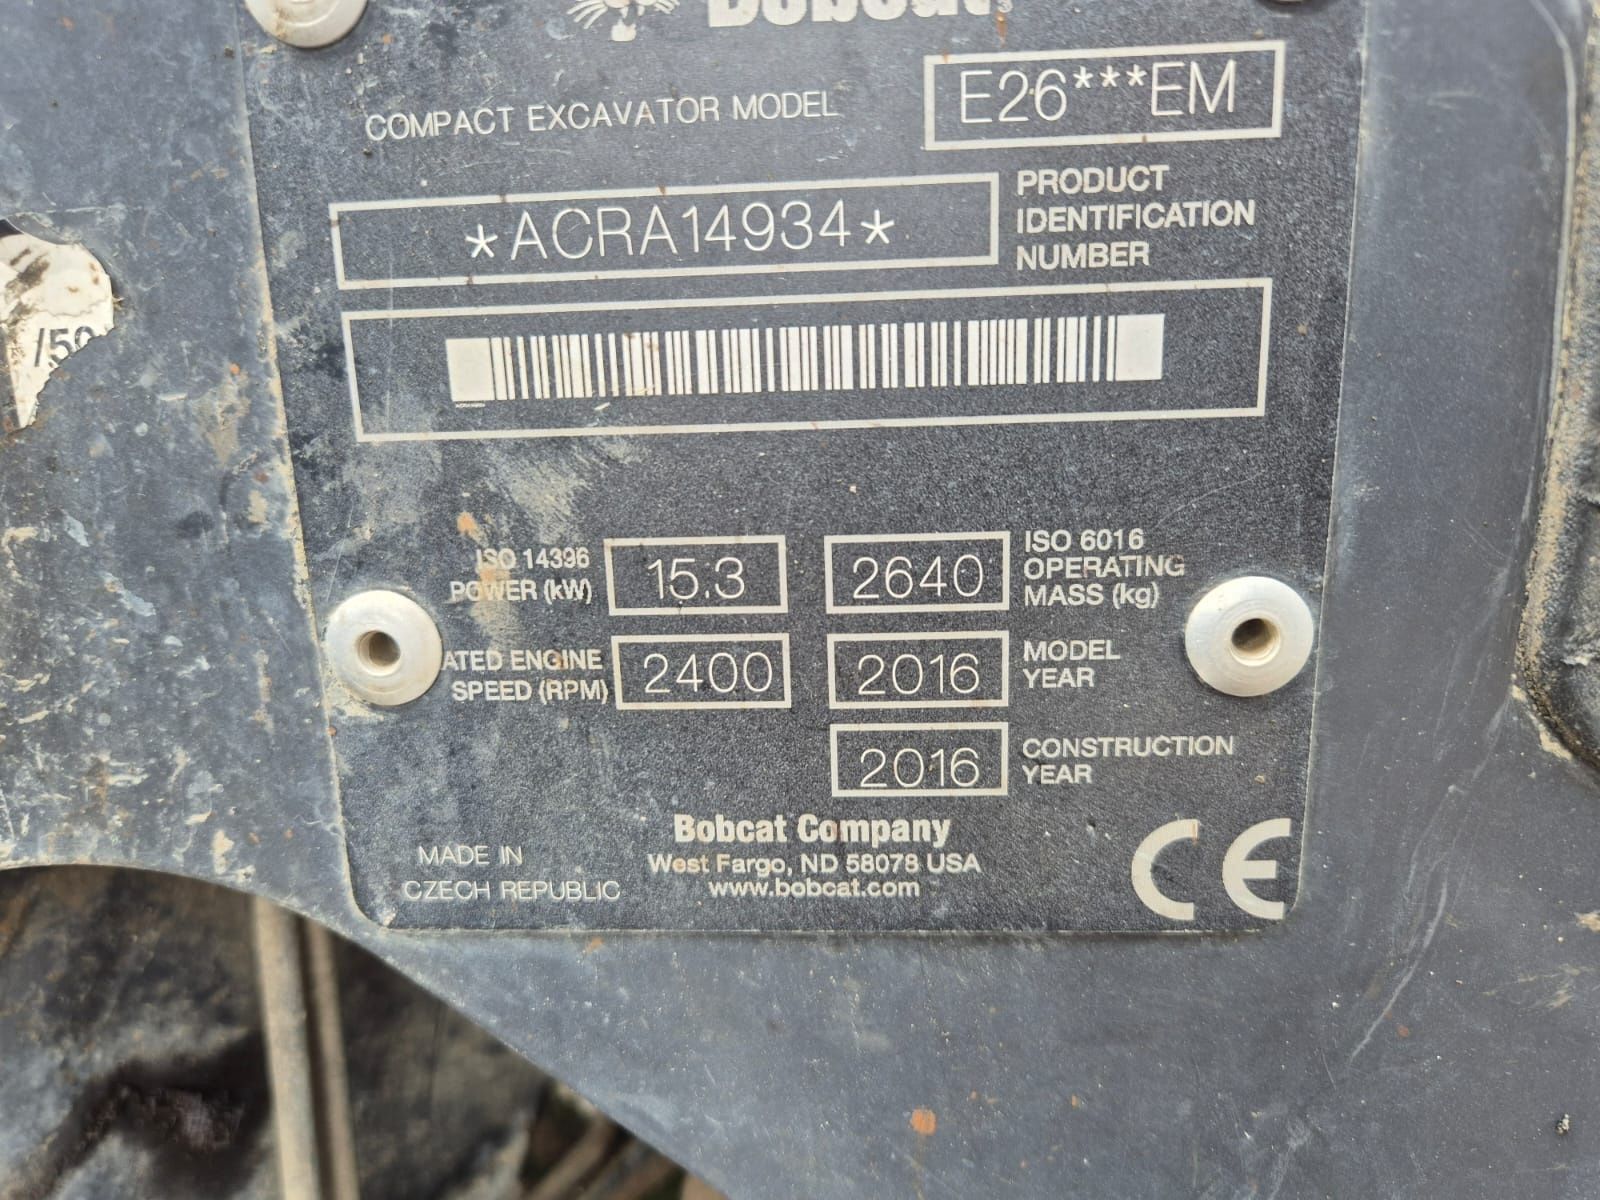 Bobcat
COMPACT EXCAVATOR MODEL E26***EM
*ACRA14934* PRODUCT
IDENTIFICATION
NUMBER
/50
ISO 14396
POWER (kW) 15.3
2640 ISO 6016
OPERATING
MASS (kg)
ATED ENGINE
SPEED (RPM) 2400
2016 MODEL
YEAR
2016 CONSTRUCTION
YEAR
Bobcat Company
West Fargo, ND 58078 USA
www.bobcat.com
MADE IN
CZECH REPUBLIC
CE